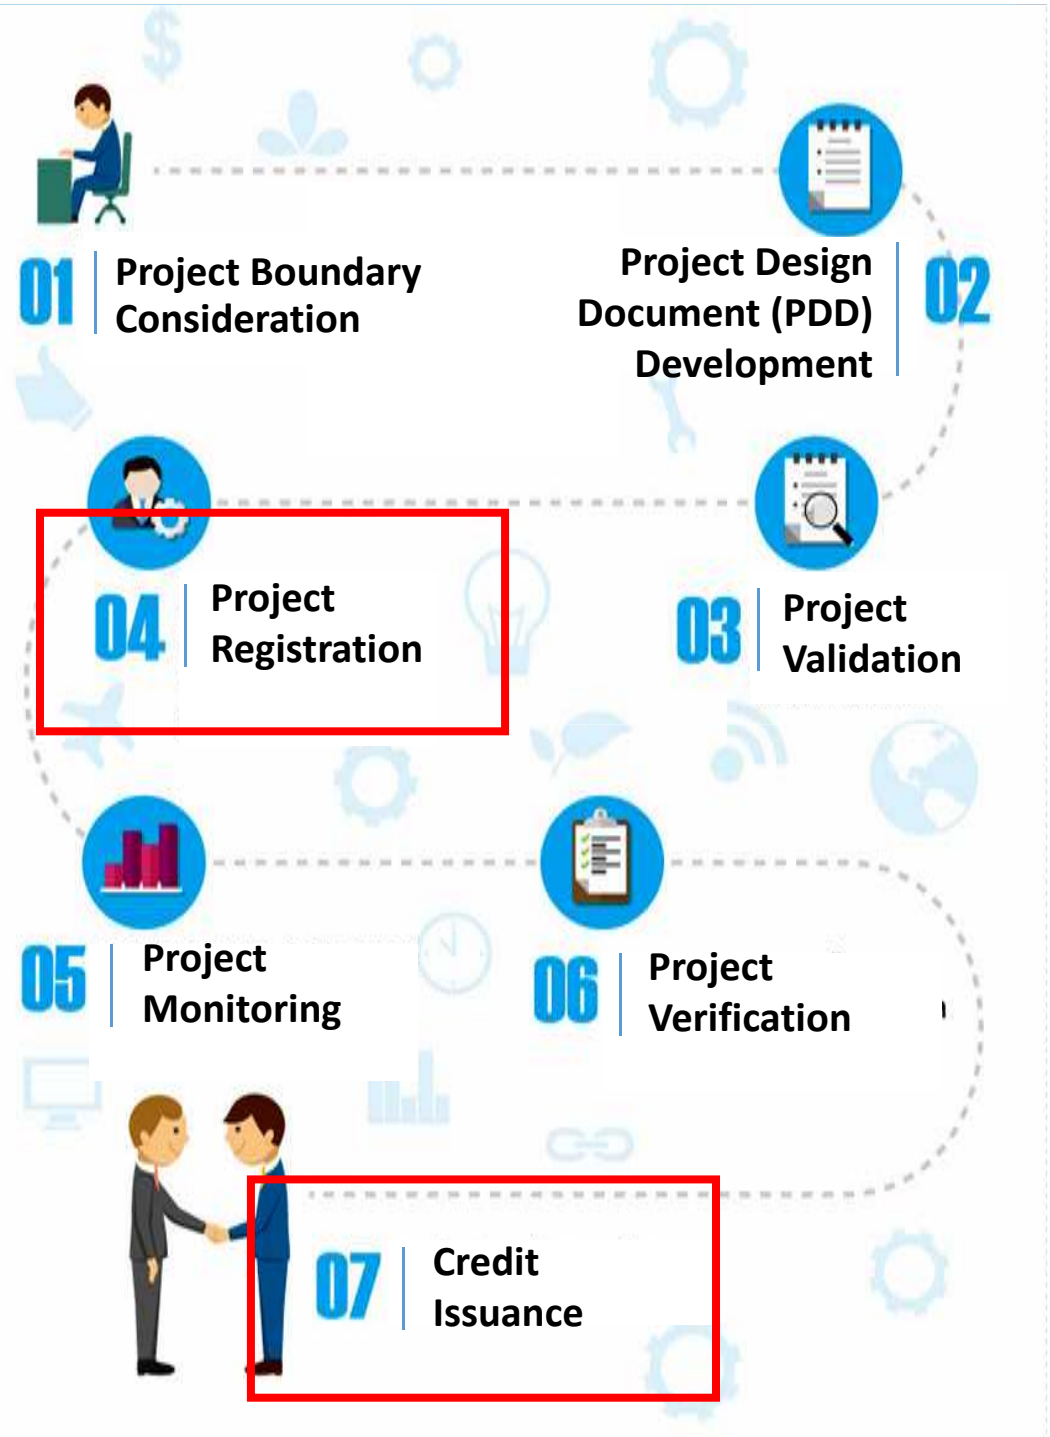 01
Project Boundary
Consideration
Project Design
Document (PDD)
Development
02
04
Project
Registration
03
Project
Validation
05
Project
Monitoring
06
Project
Verification
07
Credit
Issuance